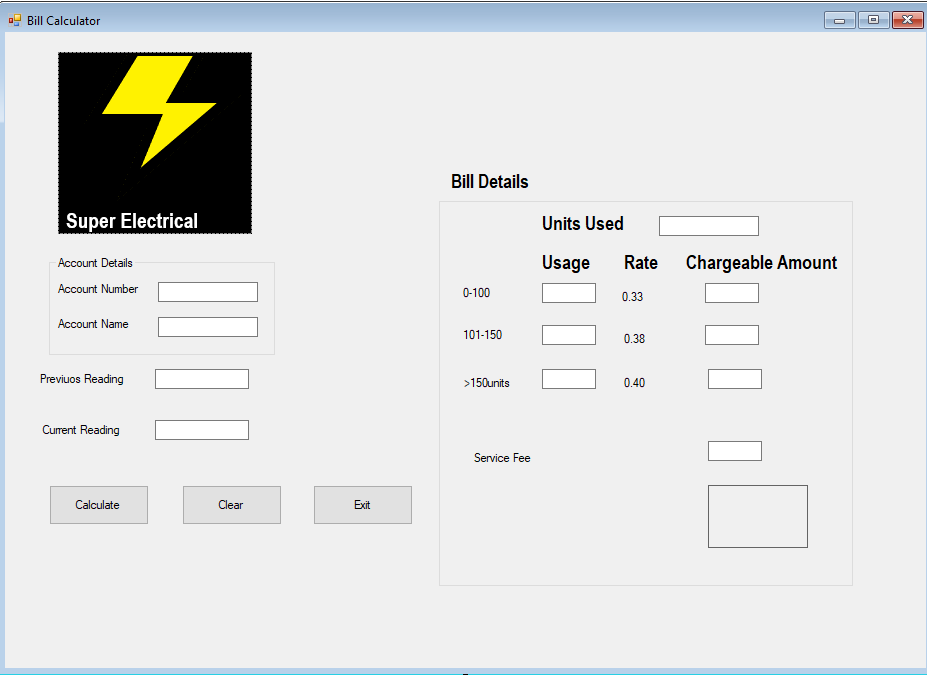 Bill Calculator
Super Electrical
Account Details
Account Number
Account Name
Previuos Reading
Current Reading
Calculate Clear Exit
Bill Details
Units Used
Usage Rate Chargeable Amount
0-100 0.33
101-150 0.38
>150units 0.40
Service Fee